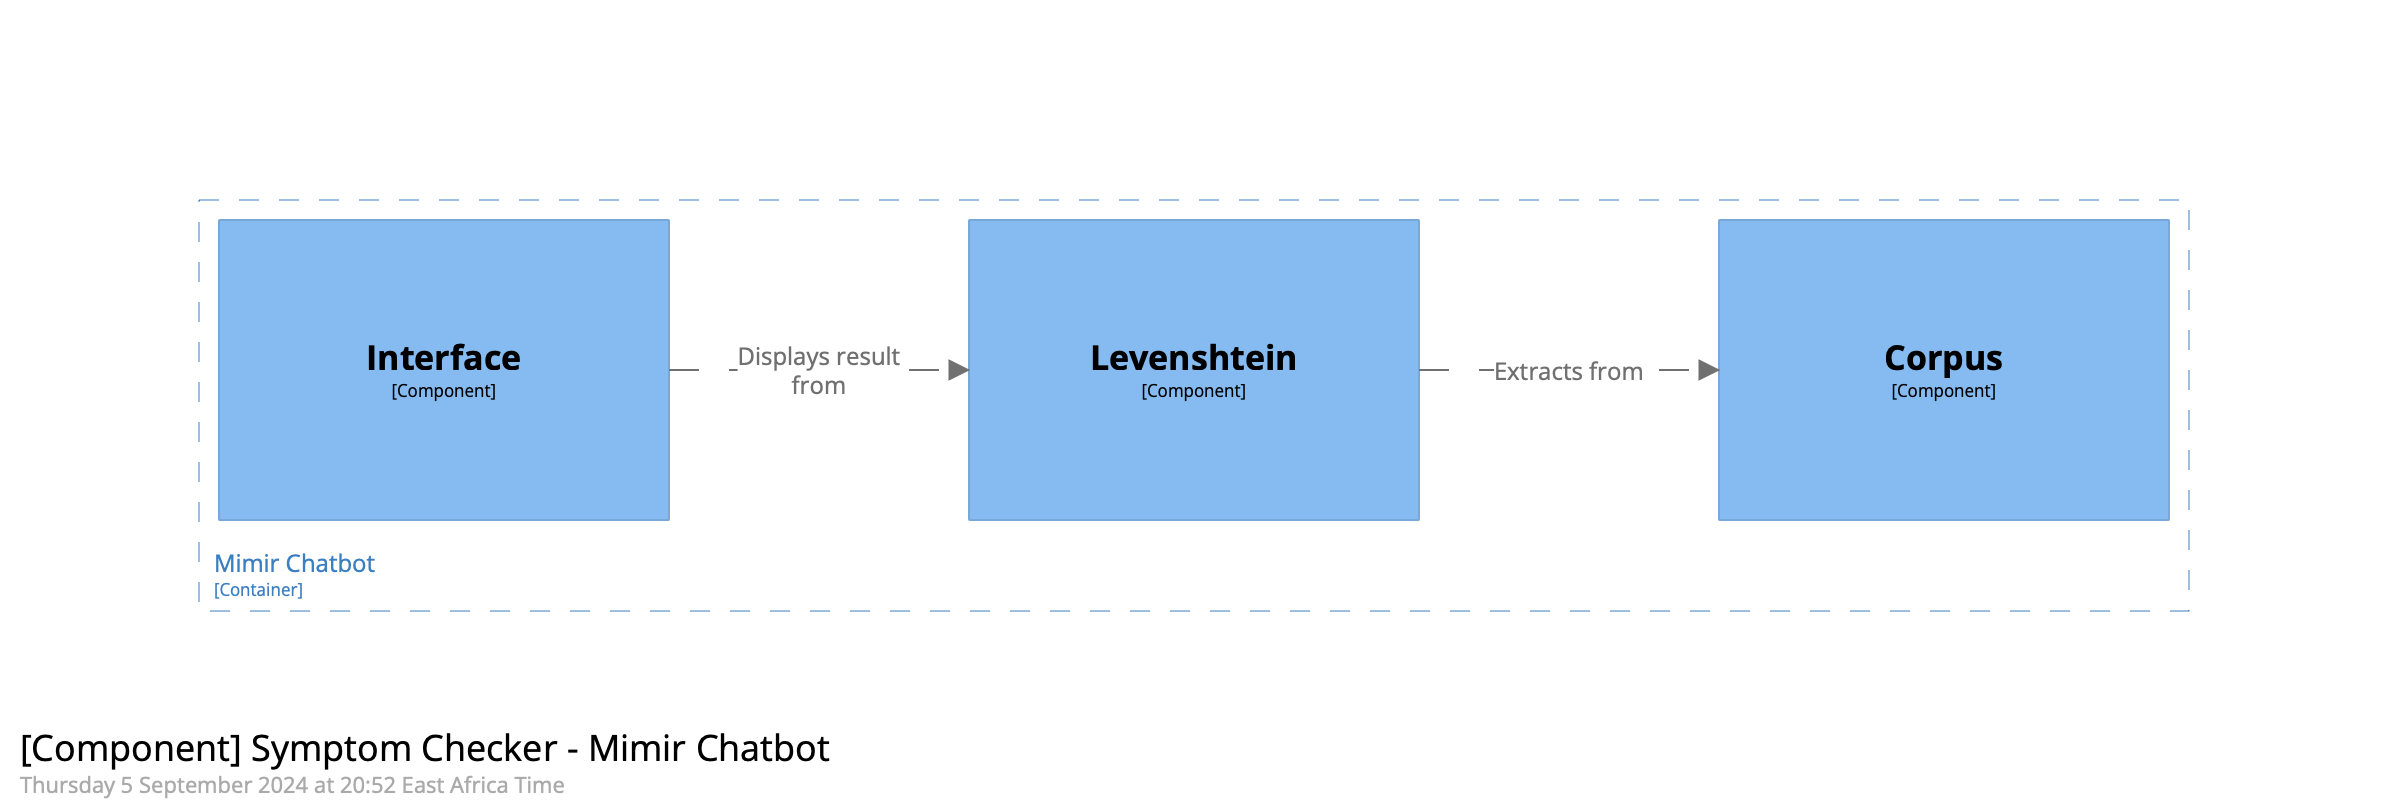 Interface
[Component]
Displays result
from
Levenshtein
[Component]
Extracts from
Corpus
[Component]
Mimir Chatbot
[Container]
[Component] Symptom Checker - Mimir Chatbot
Thursday 5 September 2024 at 20:52 East Africa Time